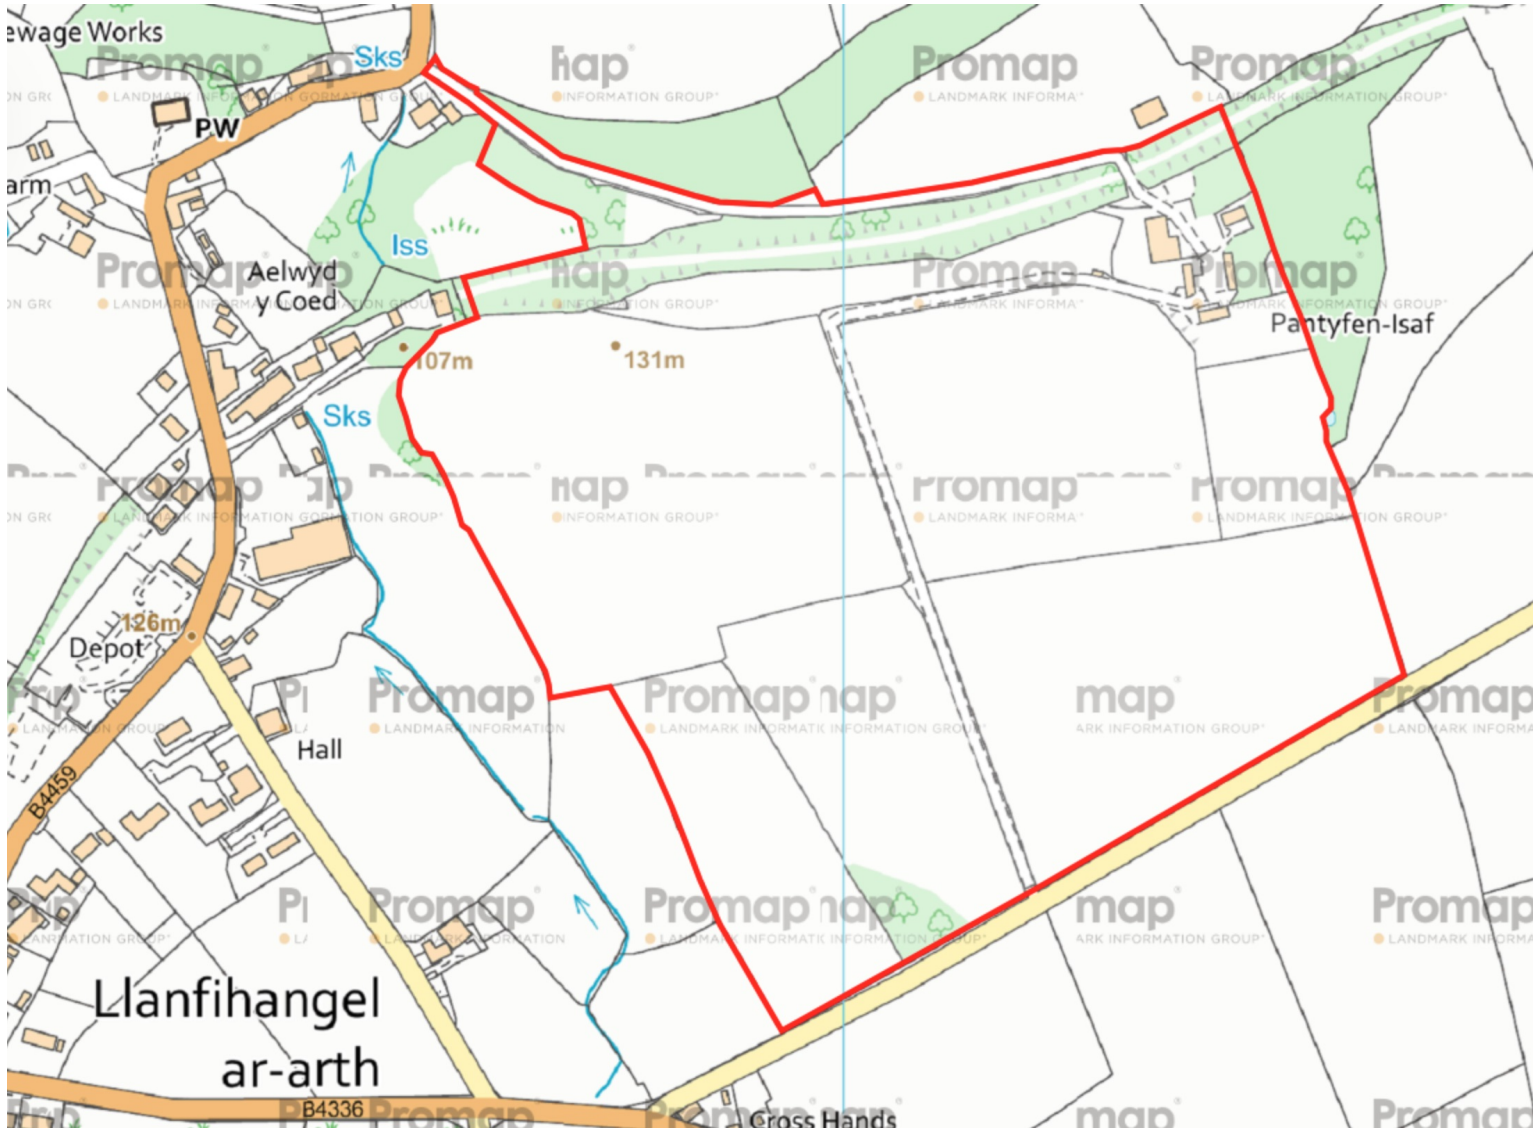 ewage Works
Sks
PW
arm
Iss
Aelwyd
y Coed
107m
131m
Pantyfen-Isaf
Sks
126m
Depot
Hall
B4459
Llanfihangel
ar-arth
B4336
Cross Hands
Promap
LANDMARK INFORMATION GROUP